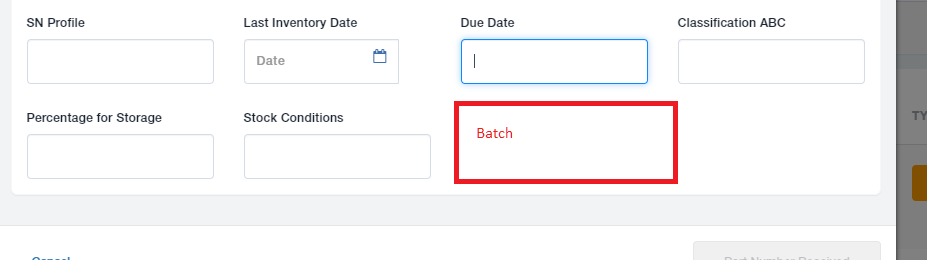 SN Profile
Last Inventory Date
Due Date
Classification ABC
Date
Percentage for Storage
Stock Conditions
Batch
TY
Cancel
Part Number Received